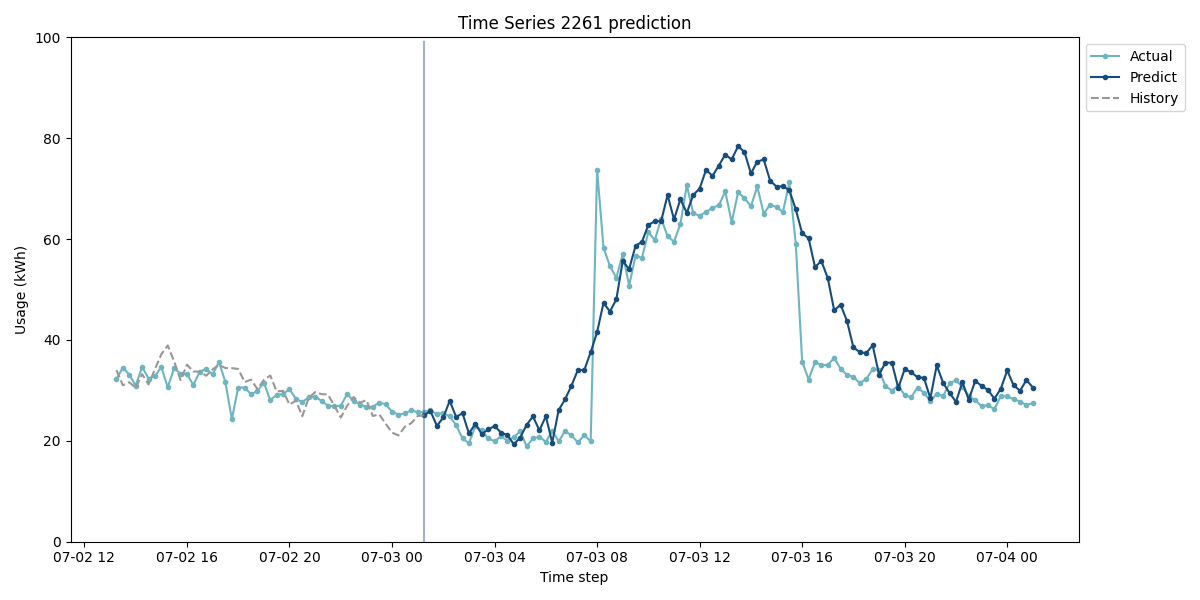 Time Series 2261 prediction
100
80
60
40
20
0
Usage (kWh)
07-02 12
07-02 16
07-02 20
07-03 00
07-03 04
07-03 08
07-03 12
07-03 16
07-03 20
07-04 00
Time step
Actual
Predict
History